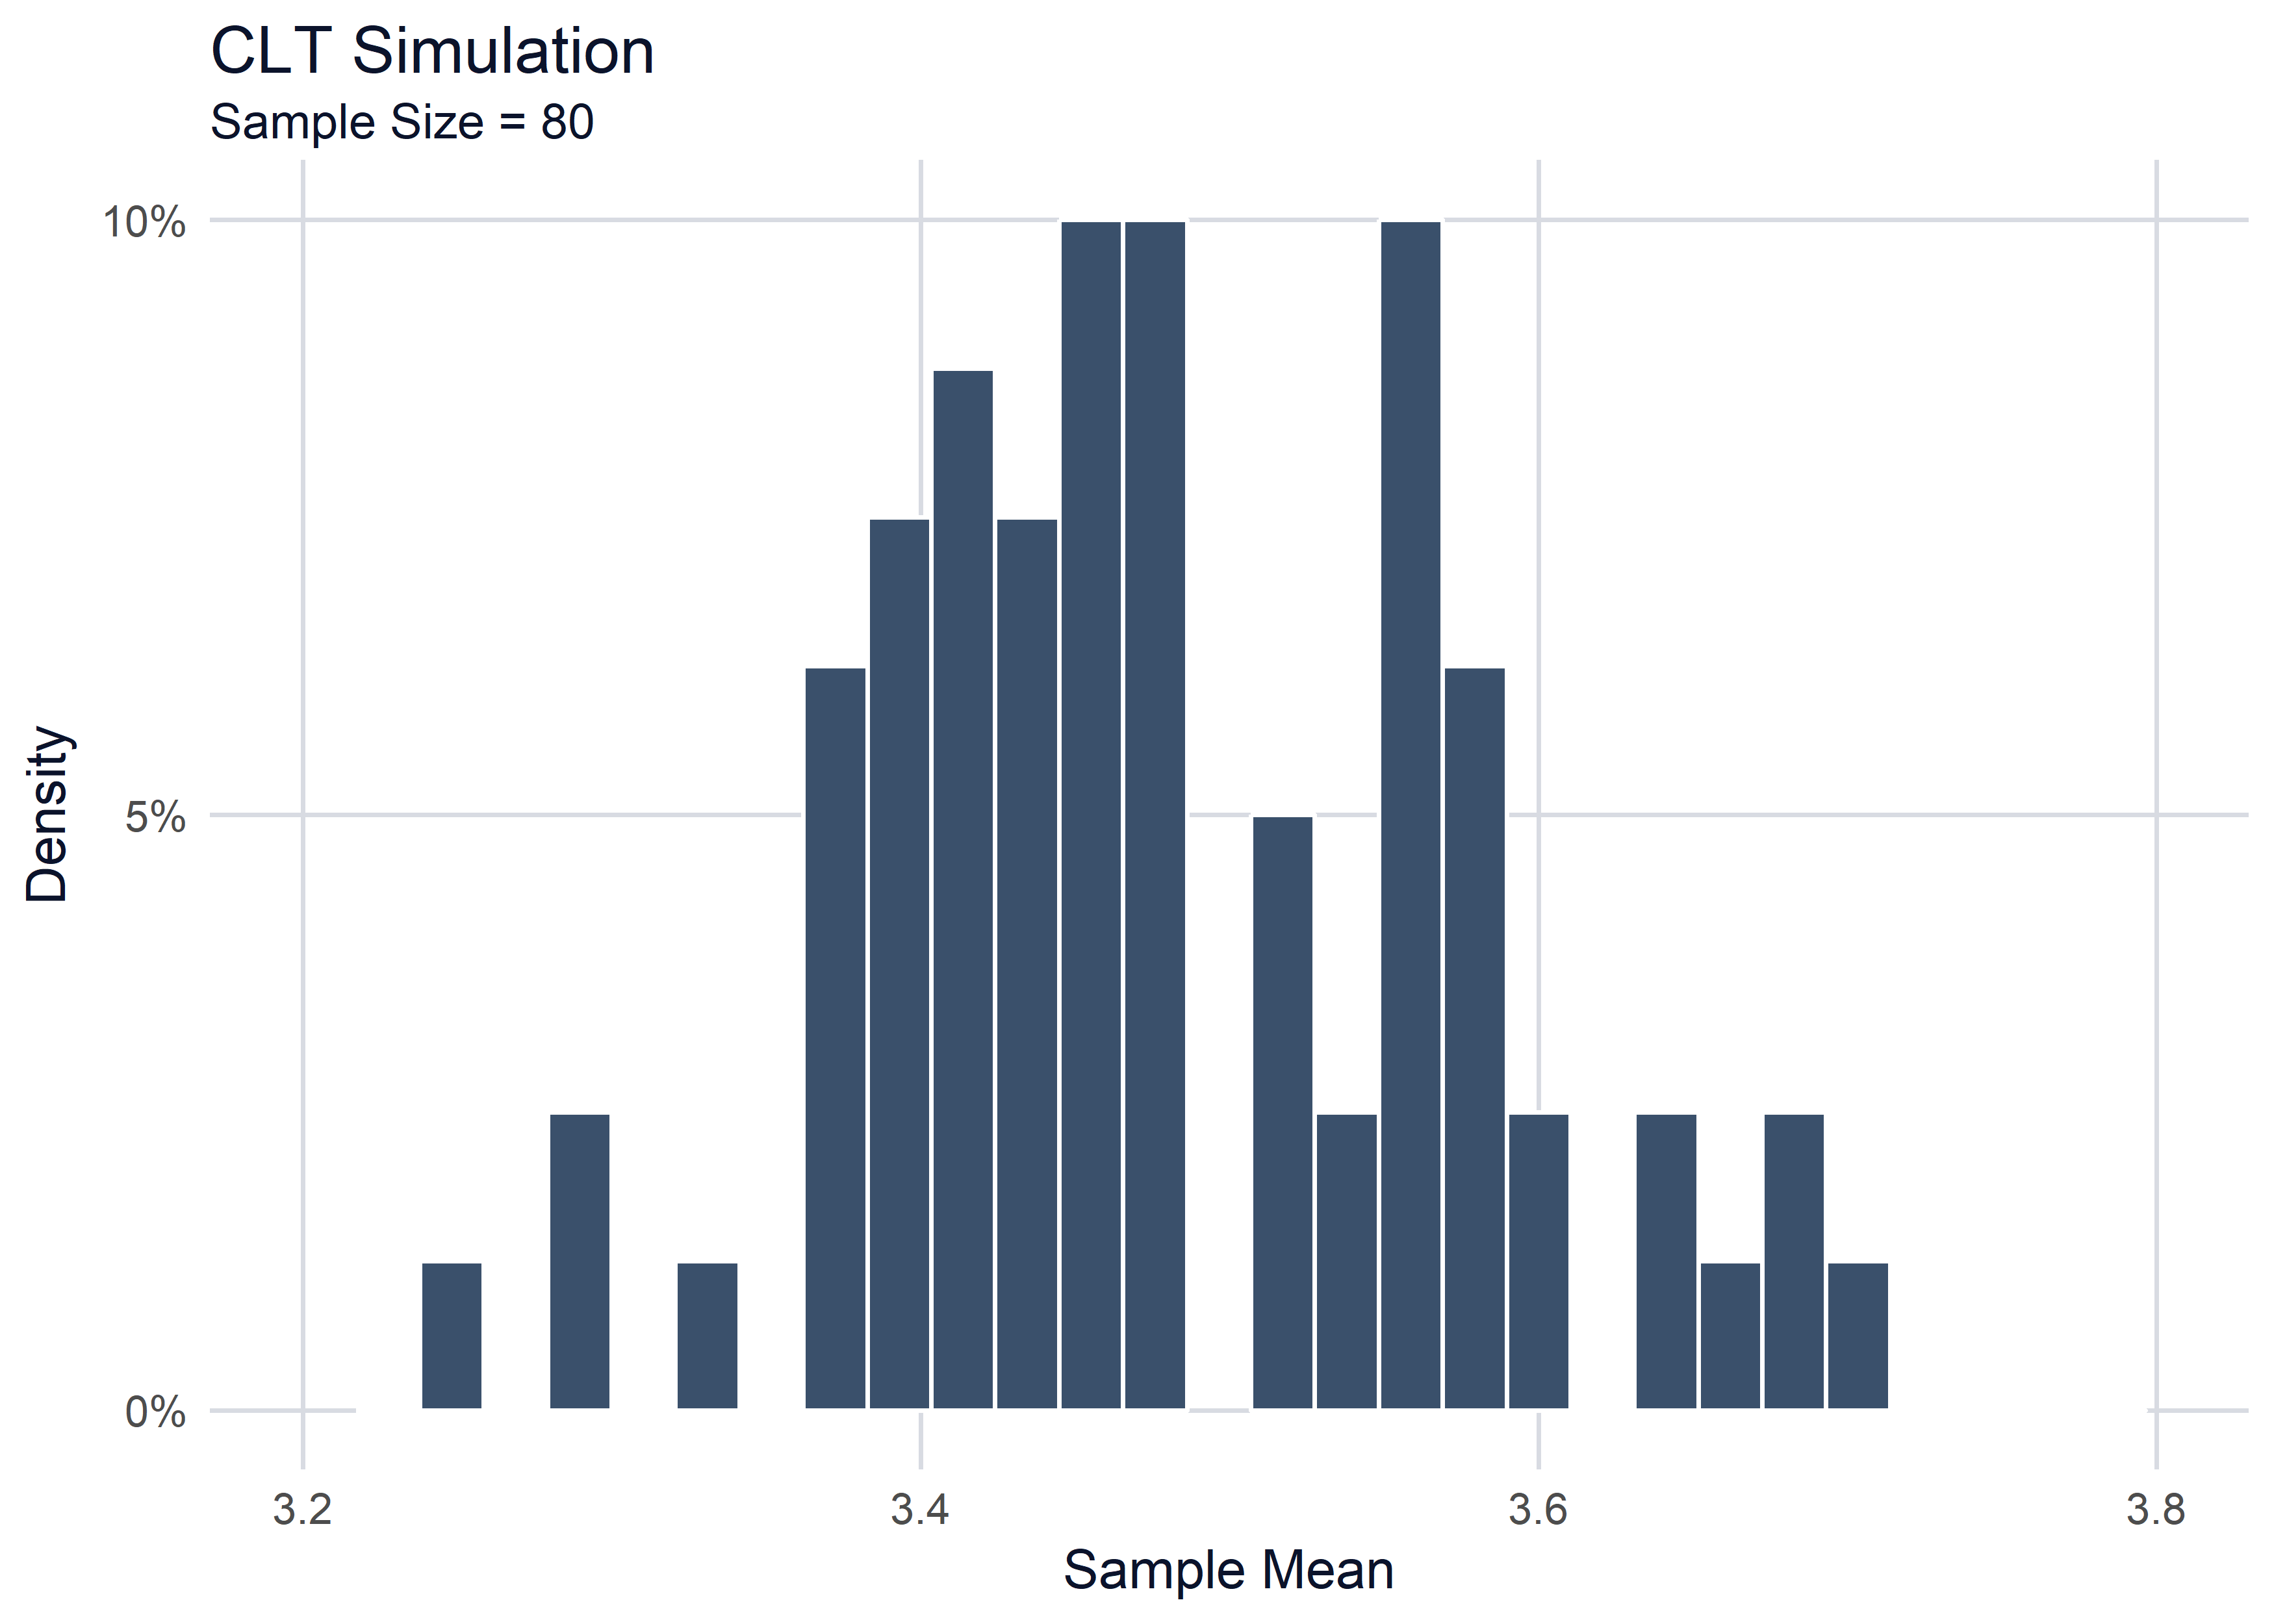 CLT Simulation
Sample Size = 80
10%
5%
0%
Density
3.2
3.4
3.6
3.8
Sample Mean